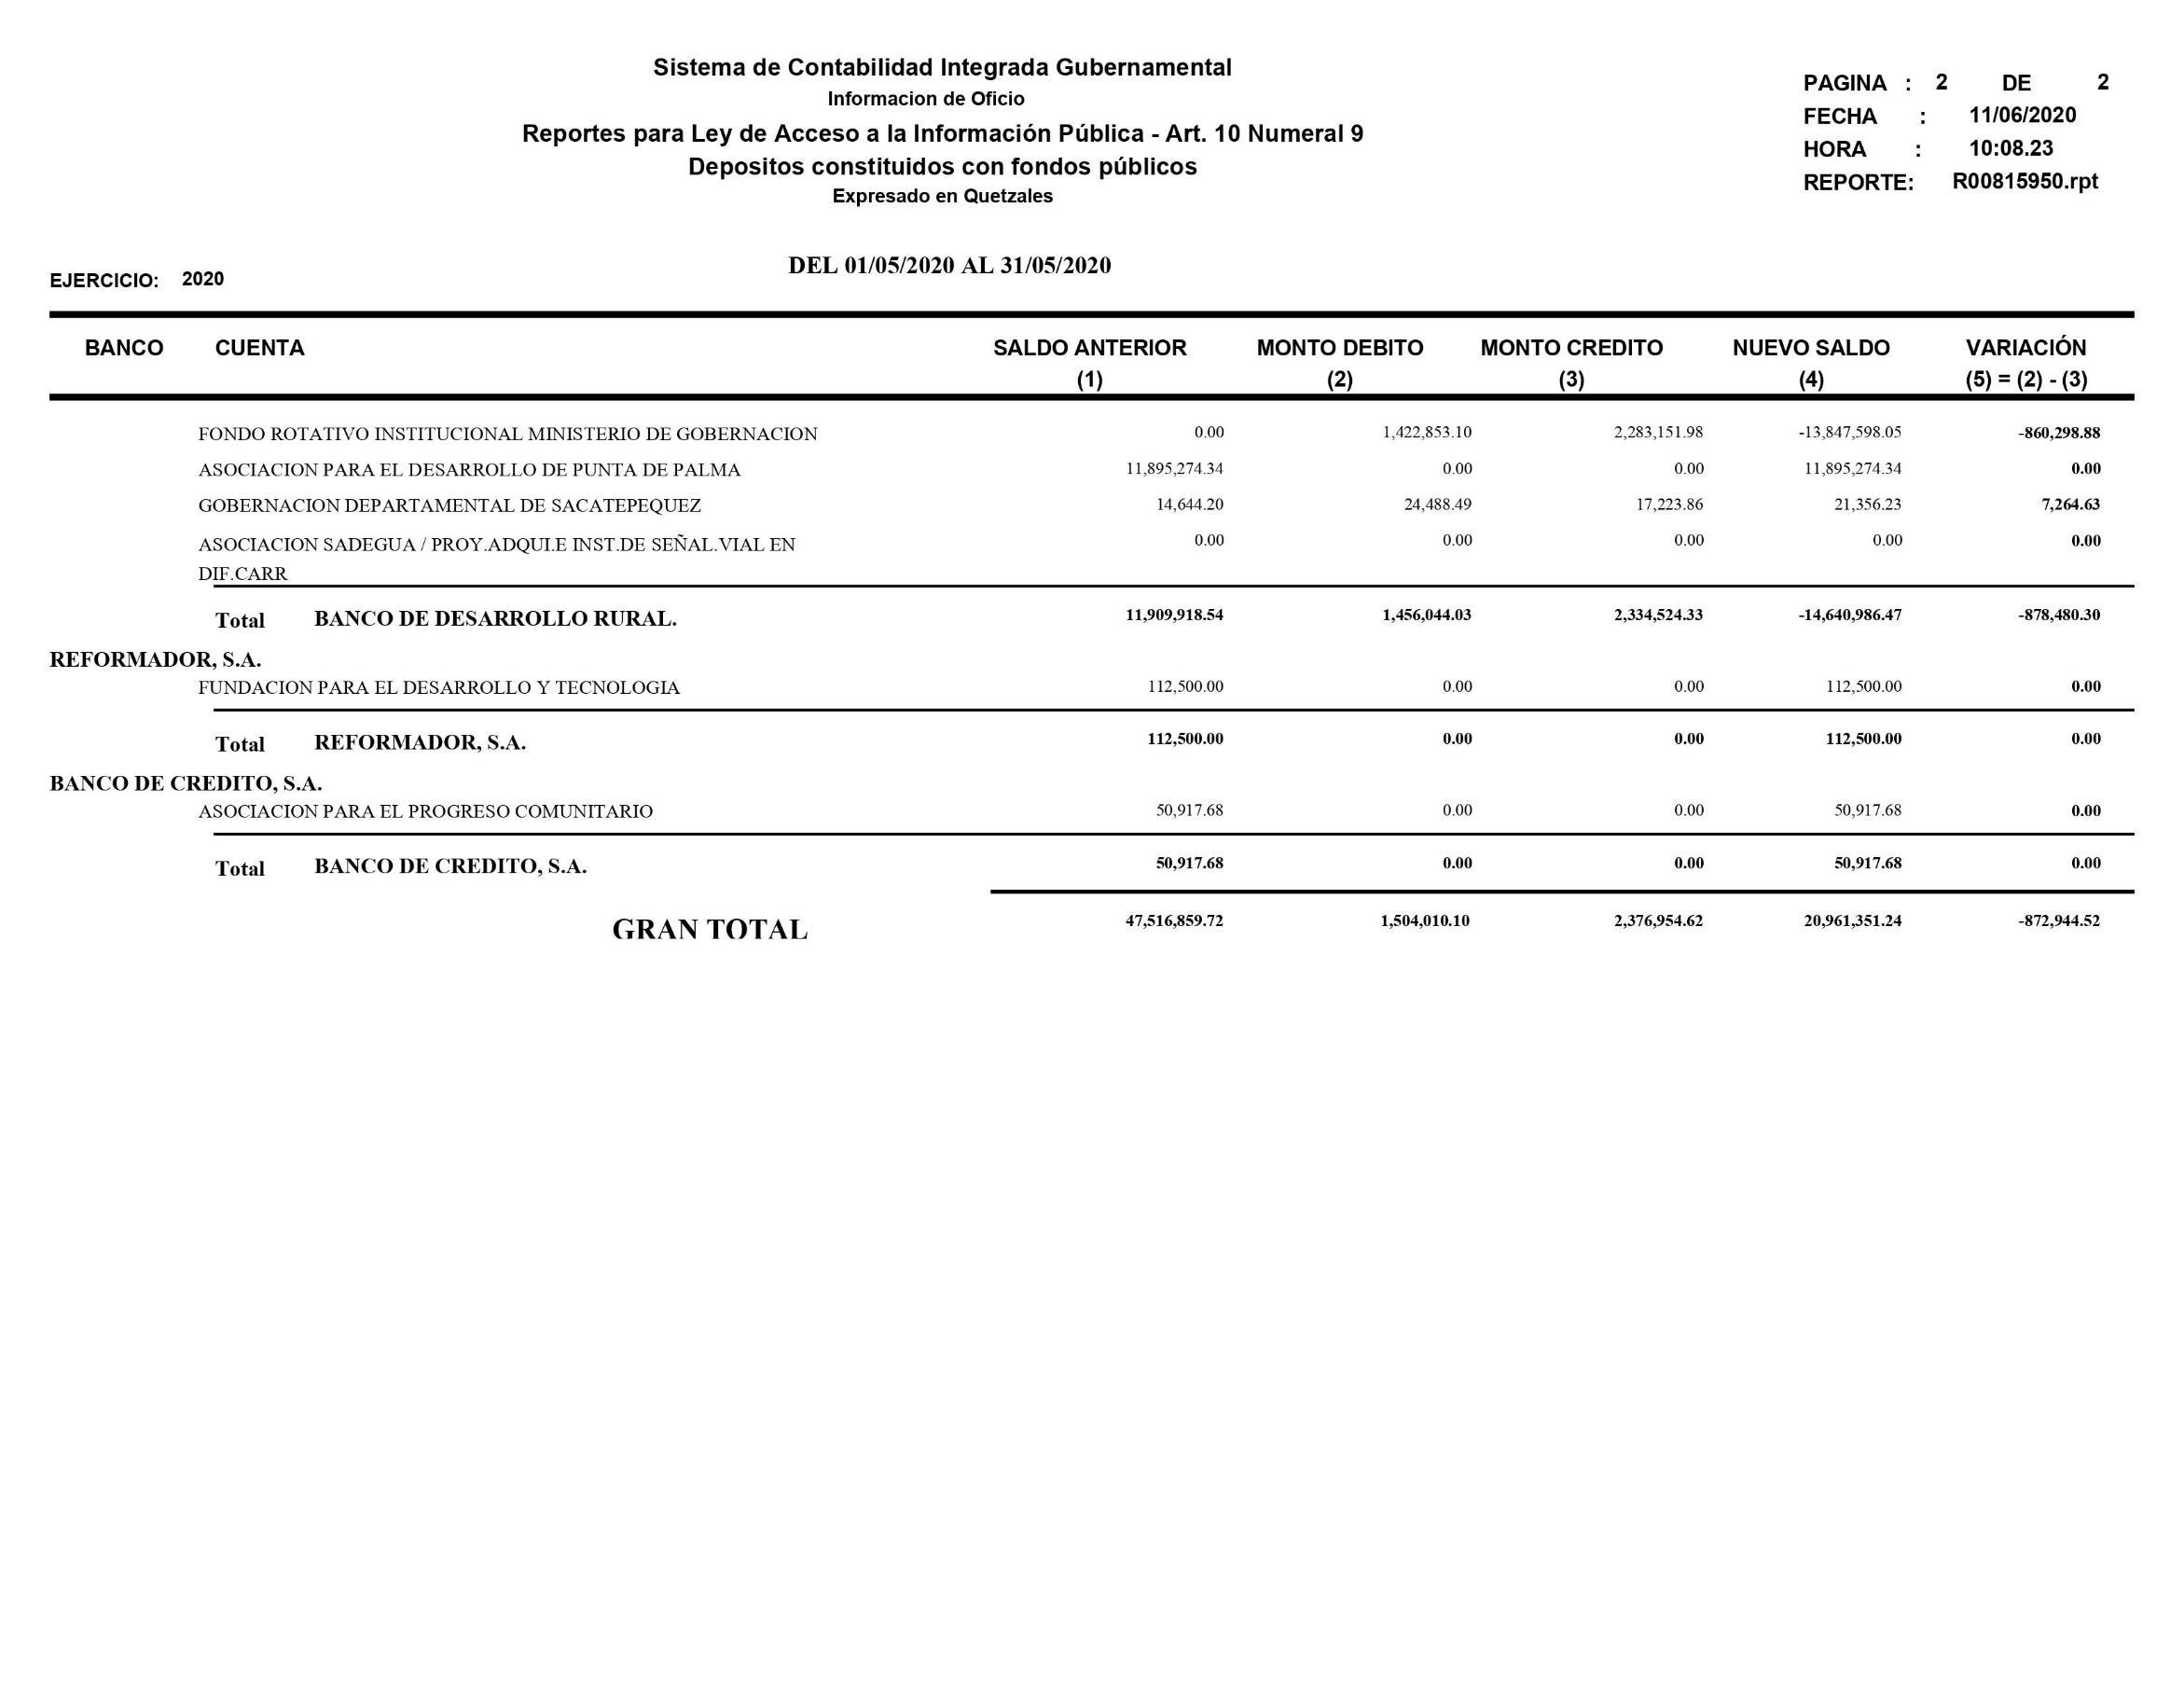 Sistema de Contabilidad Integrada Gubernamental
Informacion de Oficio
Reportes para Ley de Acceso a la Información Pública - Art. 10 Numeral 9
Depositos constituidos con fondos públicos
Expresado en Quetzales
PAGINA : 2 DE 2
FECHA : 11/06/2020
HORA : 10:08.23
REPORTE: R00815950.rpt
DEL 01/05/2020 AL 31/05/2020
EJERCICIO: 2020
BANCO CUENTA SALDO ANTERIOR MONTO DEBITO MONTO CREDITO NUEVO SALDO VARIACIÓN
(1) (2) (3) (4) (5) = (2) - (3)
FONDO ROTATIVO INSTITUCIONAL MINISTERIO DE GOBERNACION 0.00 1,422,853.10 2,283,151.98 -13,847,598.05 -860,298.88
ASOCIACION PARA EL DESARROLLO DE PUNTA DE PALMA 11,895,274.34 0.00 0.00 11,895,274.34 0.00
GOBERNACION DEPARTAMENTAL DE SACATEPEQUEZ 14,644.20 24,488.49 17,223.86 21,356.23 7,264.63
ASOCIACION SADEGUA / PROY.ADQUI.E INST.DE SEÑAL.VIAL EN 0.00 0.00 0.00 0.00 0.00
DIF.CARR
Total BANCO DE DESARROLLO RURAL. 11,909,918.54 1,456,044.03 2,334,524.33 -14,640,986.47 -878,480.30
REFORMADOR, S.A.
FUNDACION PARA EL DESARROLLO Y TECNOLOGIA 112,500.00 0.00 0.00 112,500.00 0.00
Total REFORMADOR, S.A. 112,500.00 0.00 0.00 112,500.00 0.00
BANCO DE CREDITO, S.A.
ASOCIACION PARA EL PROGRESO COMUNITARIO 50,917.68 0.00 0.00 50,917.68 0.00
Total BANCO DE CREDITO, S.A. 50,917.68 0.00 0.00 50,917.68 0.00
GRAN TOTAL 47,516,859.72 1,504,010.10 2,376,954.62 20,961,351.24 -872,944.52